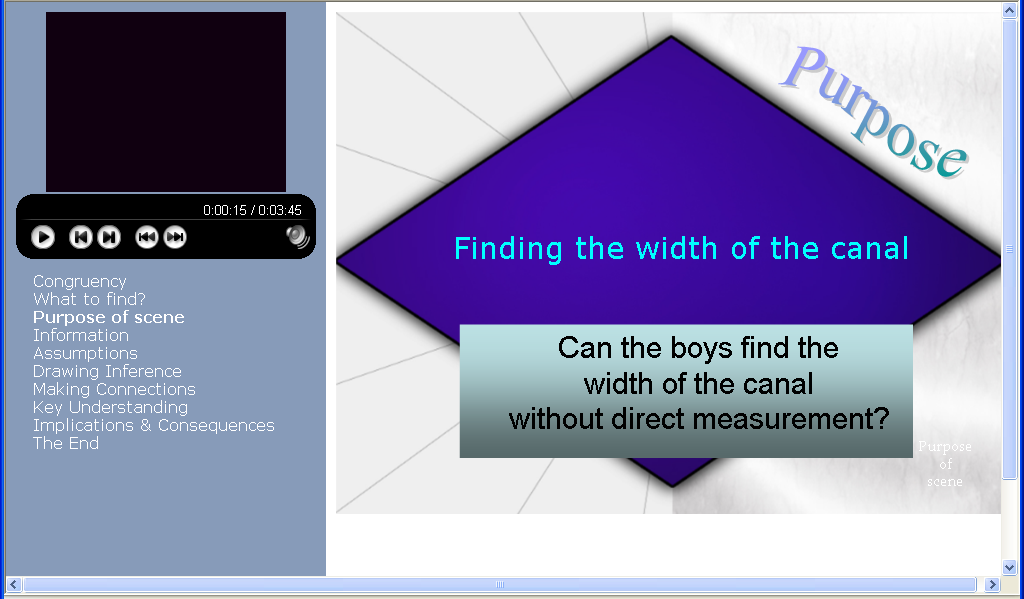 0:00:15 / 0:03:45
Congruency
What to find?
Purpose of scene
Information
Assumptions
Drawing Inference
Making Connections
Key Understanding
Implications & Consequences
The End
Purpose
Finding the width of the canal
Can the boys find the
width of the canal
without direct measurement?
Purpose
of
scene